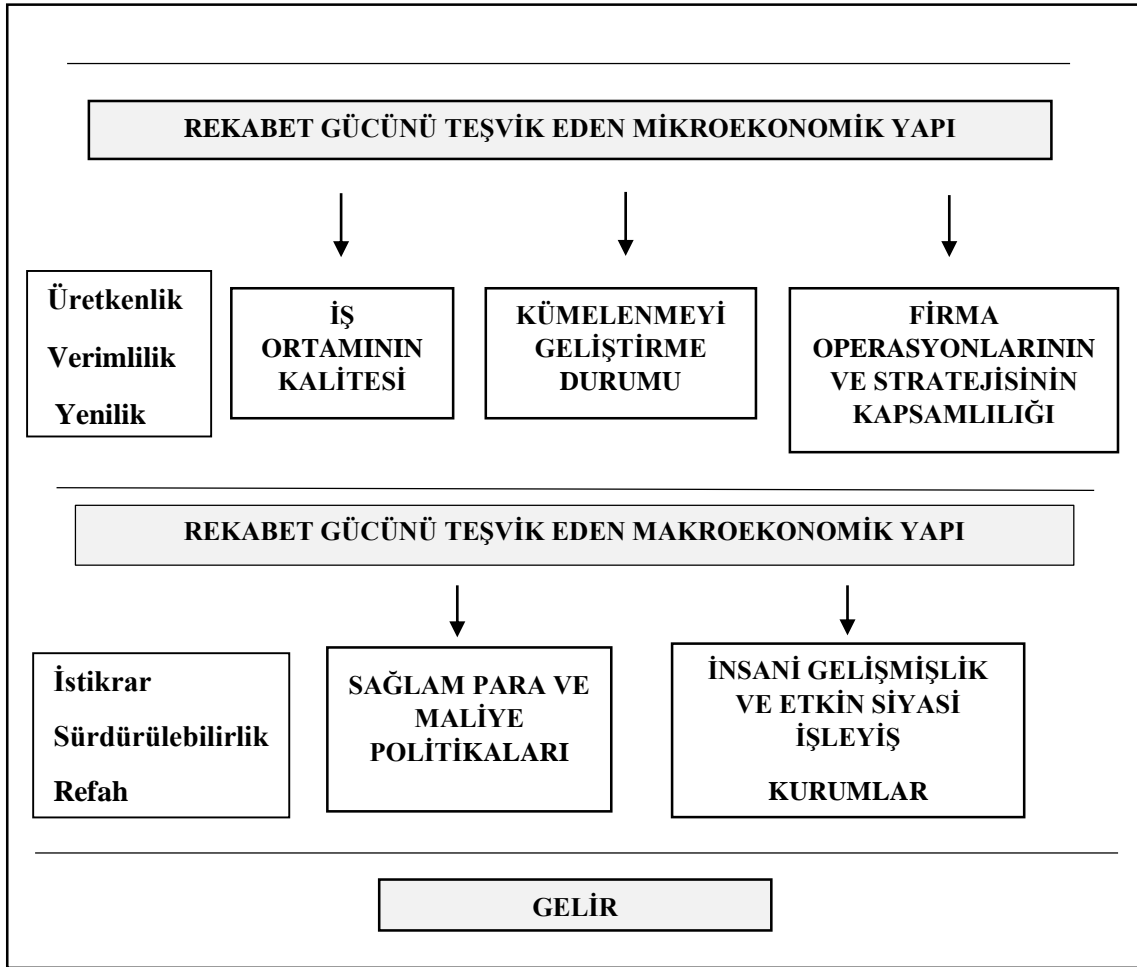 REKABET GÜCÜNÜ TEŞVİK EDEN MİKROEKONOMİK YAPI
Üretkenlik
Verimlilik
Yenilik
İŞ
ORTAMININ
KALİTESİ
KÜMELENMEYİ
GELİŞTİRME
DURUMU
FİRMA
OPERASYONLARININ
VE STRATEJİSİNİN
KAPSAMLILIĞI
REKABET GÜCÜNÜ TEŞVİK EDEN MAKROEKONOMİK YAPI
İstikrar
Sürdürülebilirlik
Refah
SAĞLAM PARA VE
MALİYE
POLİTİKALARI
İNSANİ GELİŞMİŞLİK
VE ETKİN SİYASİ
İŞLEYİŞ
KURUMLAR
GELİR